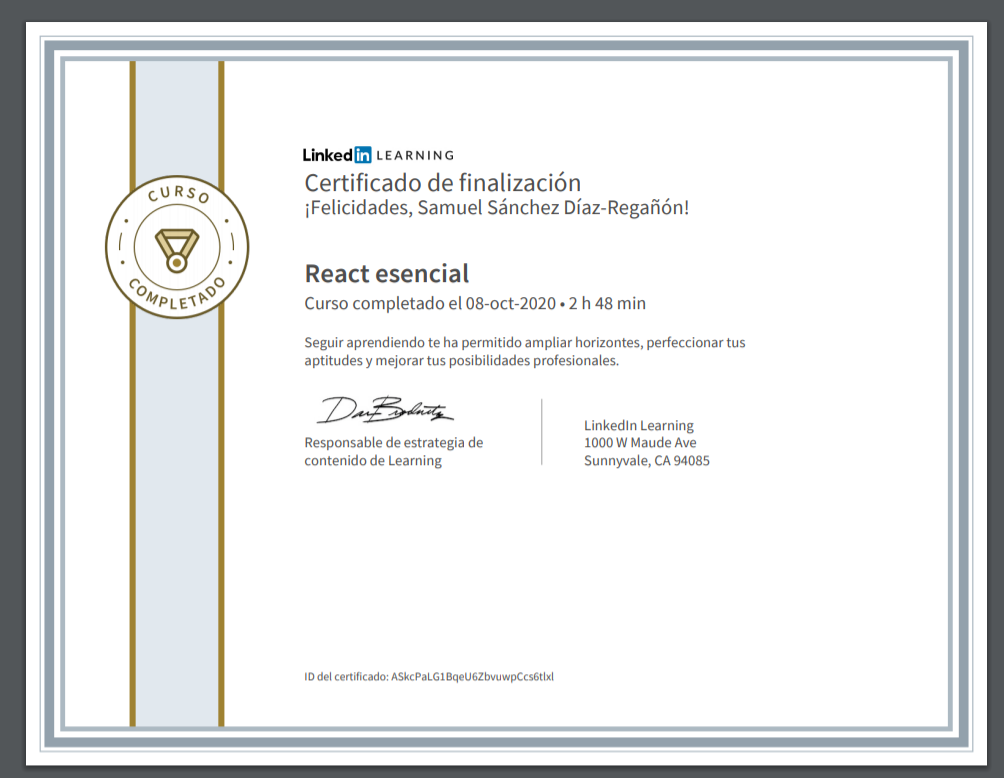 LinkedIn LEARNING
Certificado de finalización
¡Felicidades, Samuel Sánchez Díaz-Regañón!
CURSO
COMPLETADO
React esencial
Curso completado el 08-oct-2020 • 2 h 48 min
Seguir aprendiendo te ha permitido ampliar horizontes, perfeccionar tus
aptitudes y mejorar tus posibilidades profesionales.
Responsable de estrategia de
contenido de Learning
LinkedIn Learning
1000 W Maude Ave
Sunnyvale, CA 94085
ID del certificado: ASkcPaLG1BqeU6ZbvuwpCcs6tlxl